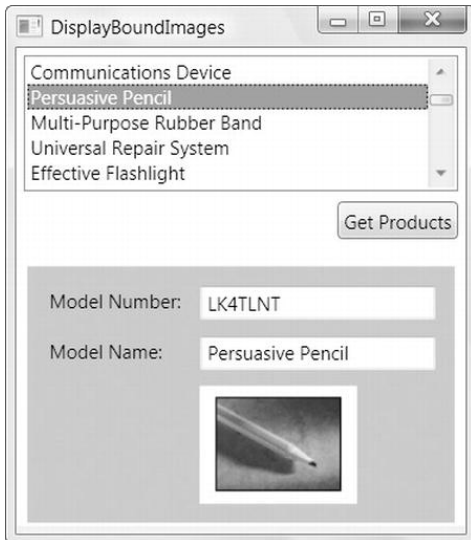 DisplayBoundImages
Communications Device
Persuasive Pencil
Multi-Purpose Rubber Band
Universal Repair System
Effective Flashlight
Get Products
Model Number: LK4TLNT
Model Name: Persuasive Pencil